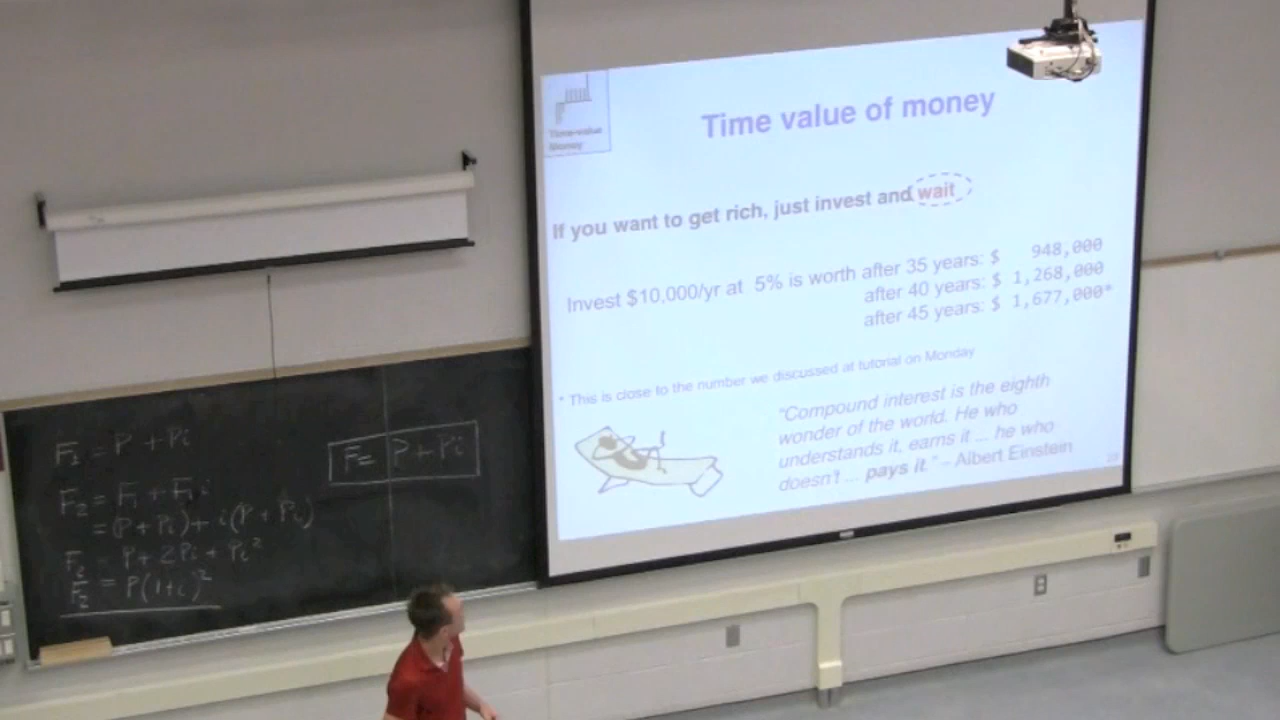 F₁ = P + Pi
F₂ = F₁ + F₁i
= (P + Pi) + i(P + Pi)
F₂ = P + 2Pi + Pi²
F₂ = P(1+i)²
F = P + Pi
Time-value
Money
Time value of money
If you want to get rich, just invest and wait
Invest $10,000/yr at 5% is worth after 35 years: $ 948,000
after 40 years: $ 1,268,000
after 45 years: $ 1,677,000*
* This is close to the number we discussed at tutorial on Monday
"Compound interest is the eighth
wonder of the world. He who
understands it, earns it ... he who
doesn't ... pays it." – Albert Einstein